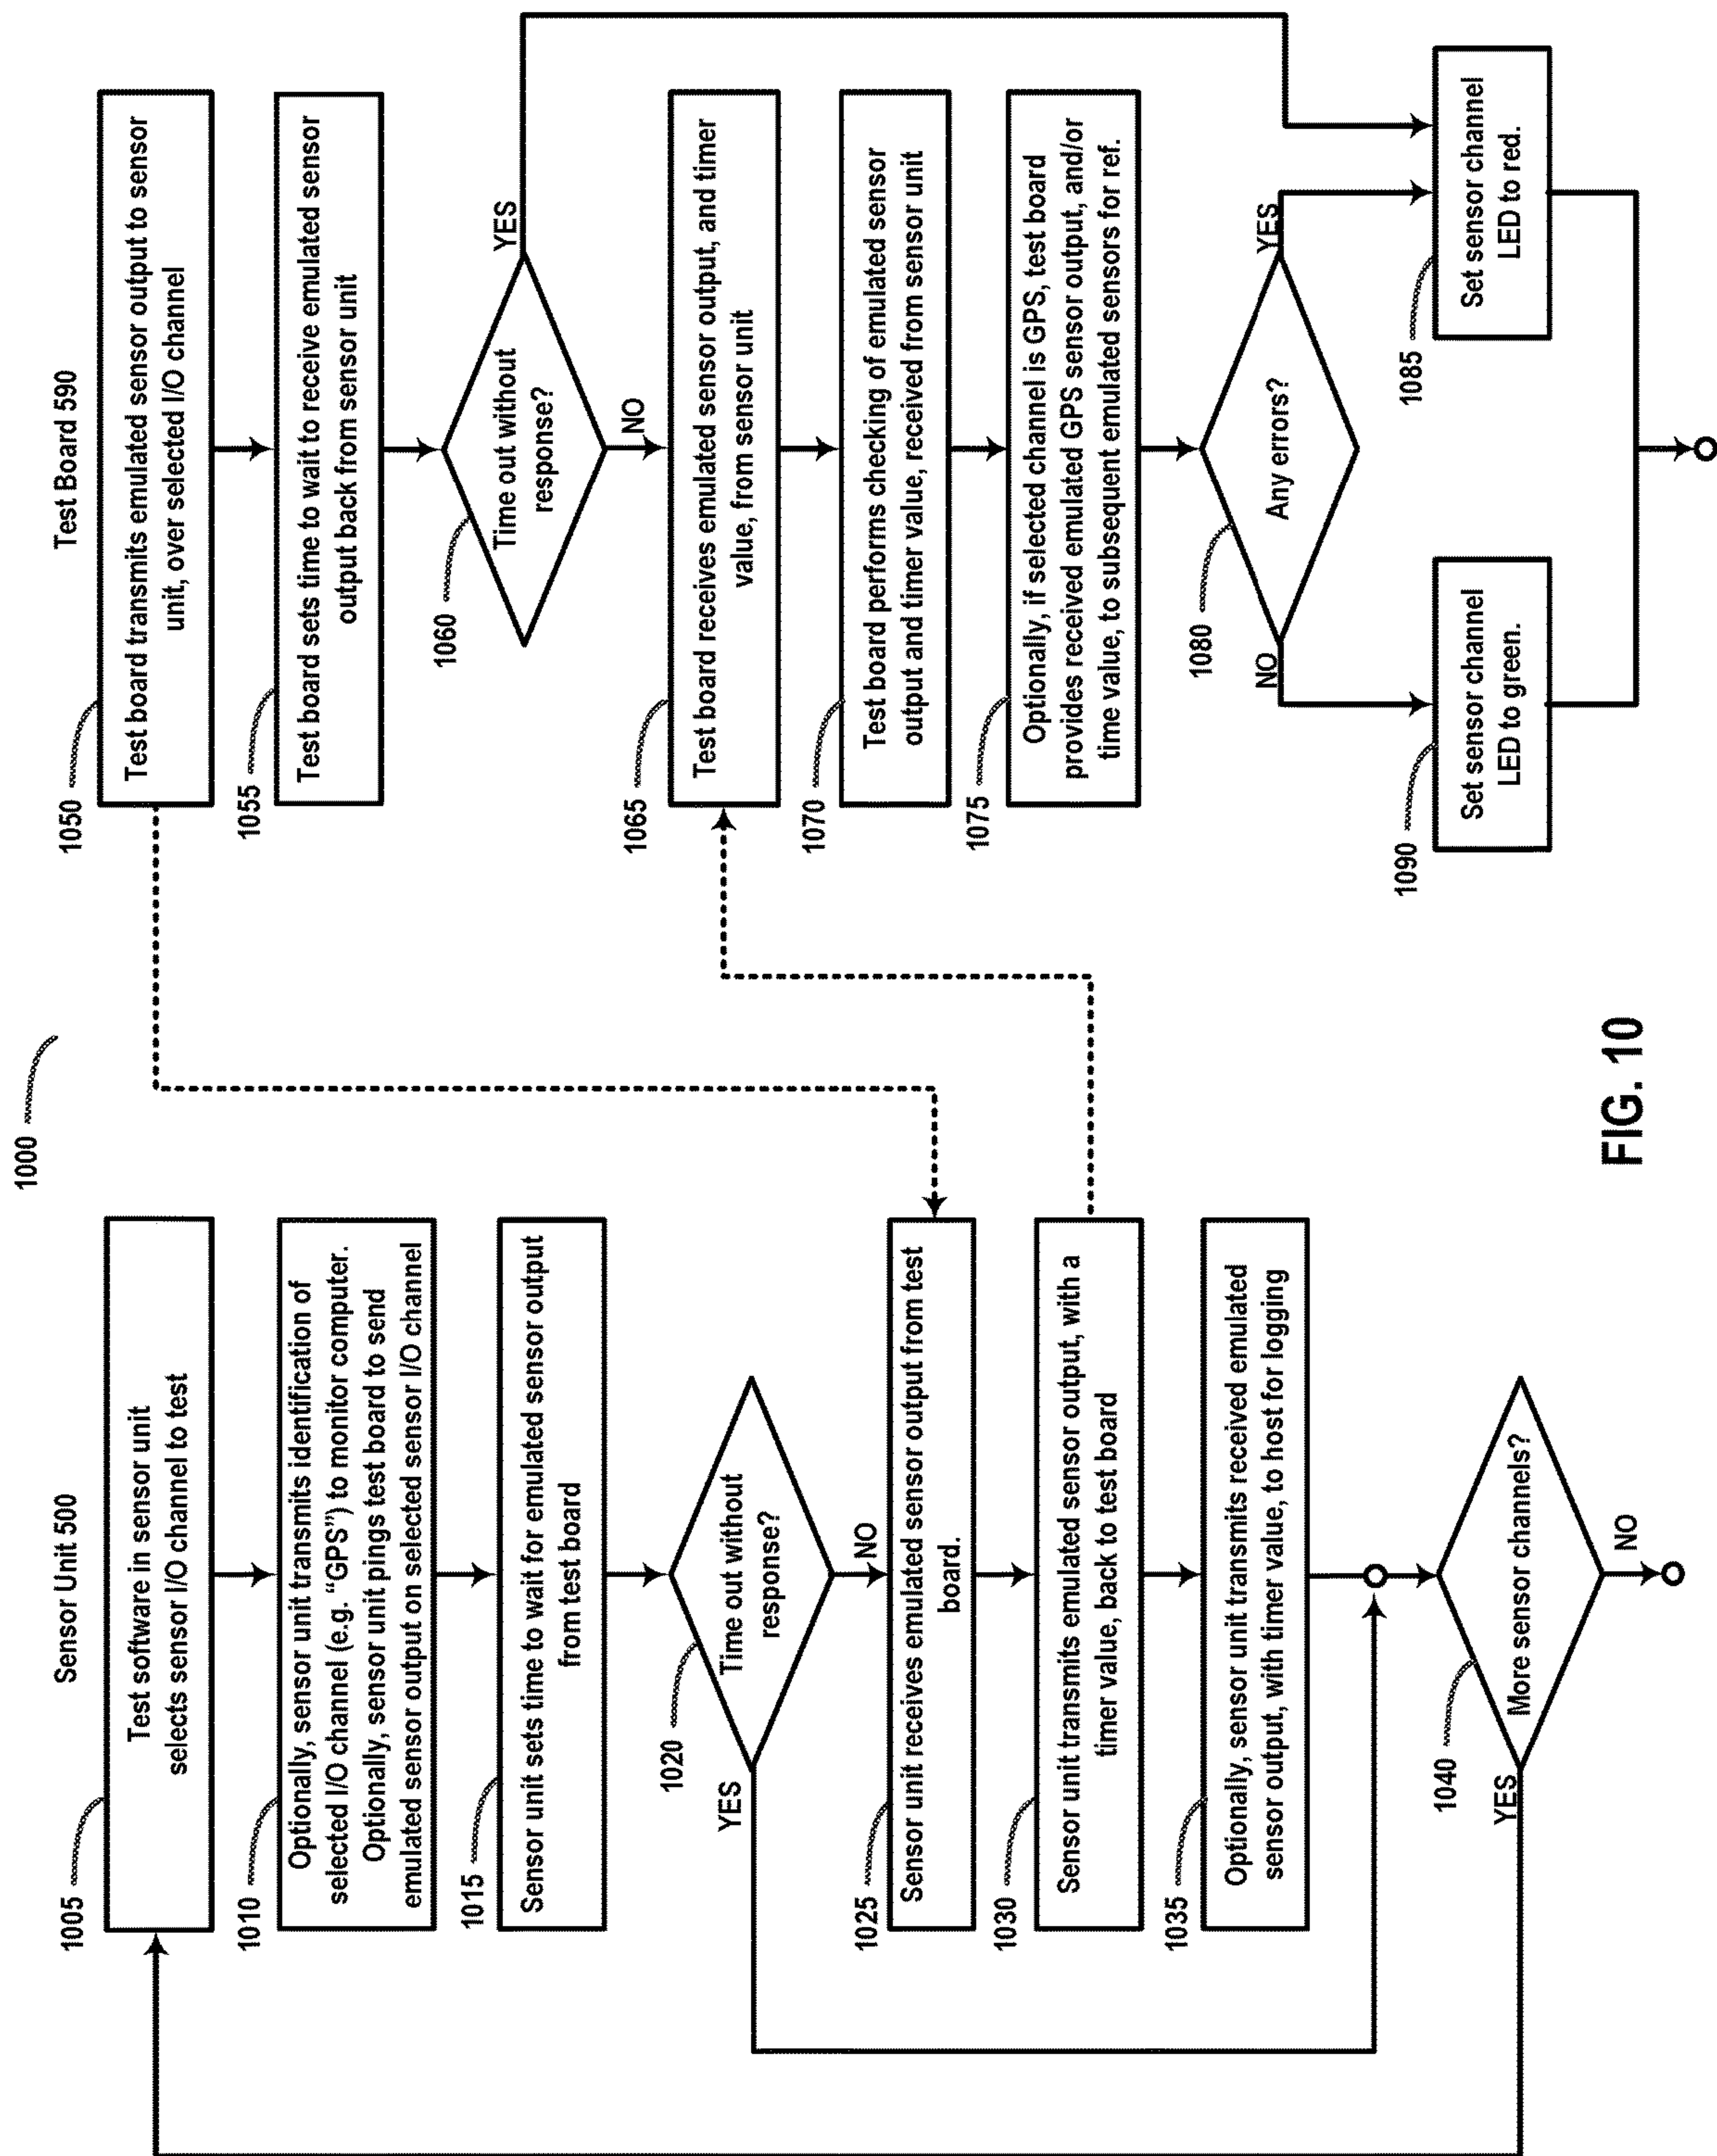 1000
Sensor Unit 500
1005
Test software in sensor unit
selects sensor I/O channel to test
1010
Optionally, sensor unit transmits identification of
selected I/O channel (e.g. “GPS”) to monitor computer.
Optionally, sensor unit pings test board to send
emulated sensor output on selected sensor I/O channel
1015
Sensor unit sets time to wait for emulated sensor output
from test board
1020
Time out without
response?
YES
NO
1025
Sensor unit receives emulated sensor output from test
board.
1030
Sensor unit transmits emulated sensor output, with a
timer value, back to test board
1035
Optionally, sensor unit transmits received emulated
sensor output, with timer value, to host for logging
1040
More sensor channels?
YES
NO
Test Board 590
1050
Test board transmits emulated sensor output to sensor
unit, over selected I/O channel
1055
Test board sets time to wait to receive emulated sensor
output back from sensor unit
1060
Time out without
response?
YES
NO
1065
Test board receives emulated sensor output, and timer
value, from sensor unit
1070
Test board performs checking of emulated sensor
output and timer value, received from sensor unit
1075
Optionally, if selected channel is GPS, test board
provides received emulated GPS sensor output, and/or
time value, to subsequent emulated sensors for ref.
1080
Any errors?
NO
YES
1090
Set sensor channel
LED to green.
1085
Set sensor channel
LED to red.
FIG. 10